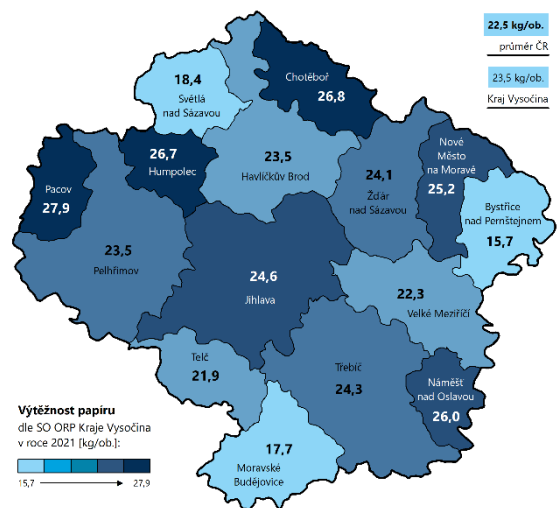 22,5 kg/ob.
průměr ČR
23,5 kg/ob.
Kraj Vysočina
Chotěboř
26,8
18,4
Světlá
nad Sázavou
26,7
Humpolec
23,5
Havlíčkův Brod
24,1
Žďár
nad Sázavou
Nové
Město
na Moravě
25,2
Bystřice
nad Pernštejnem
15,7
Pacov
27,9
23,5
Pelhřimov
24,6
Jihlava
22,3
Velké Meziříčí
Telč
21,9
Třebíč
24,3
Náměšť
nad Oslavou
26,0
17,7
Moravské
Budějovice
Výtěžnost papíru
dle SO ORP Kraje Vysočina
v roce 2021 [kg/ob.]:
15,7 27,9